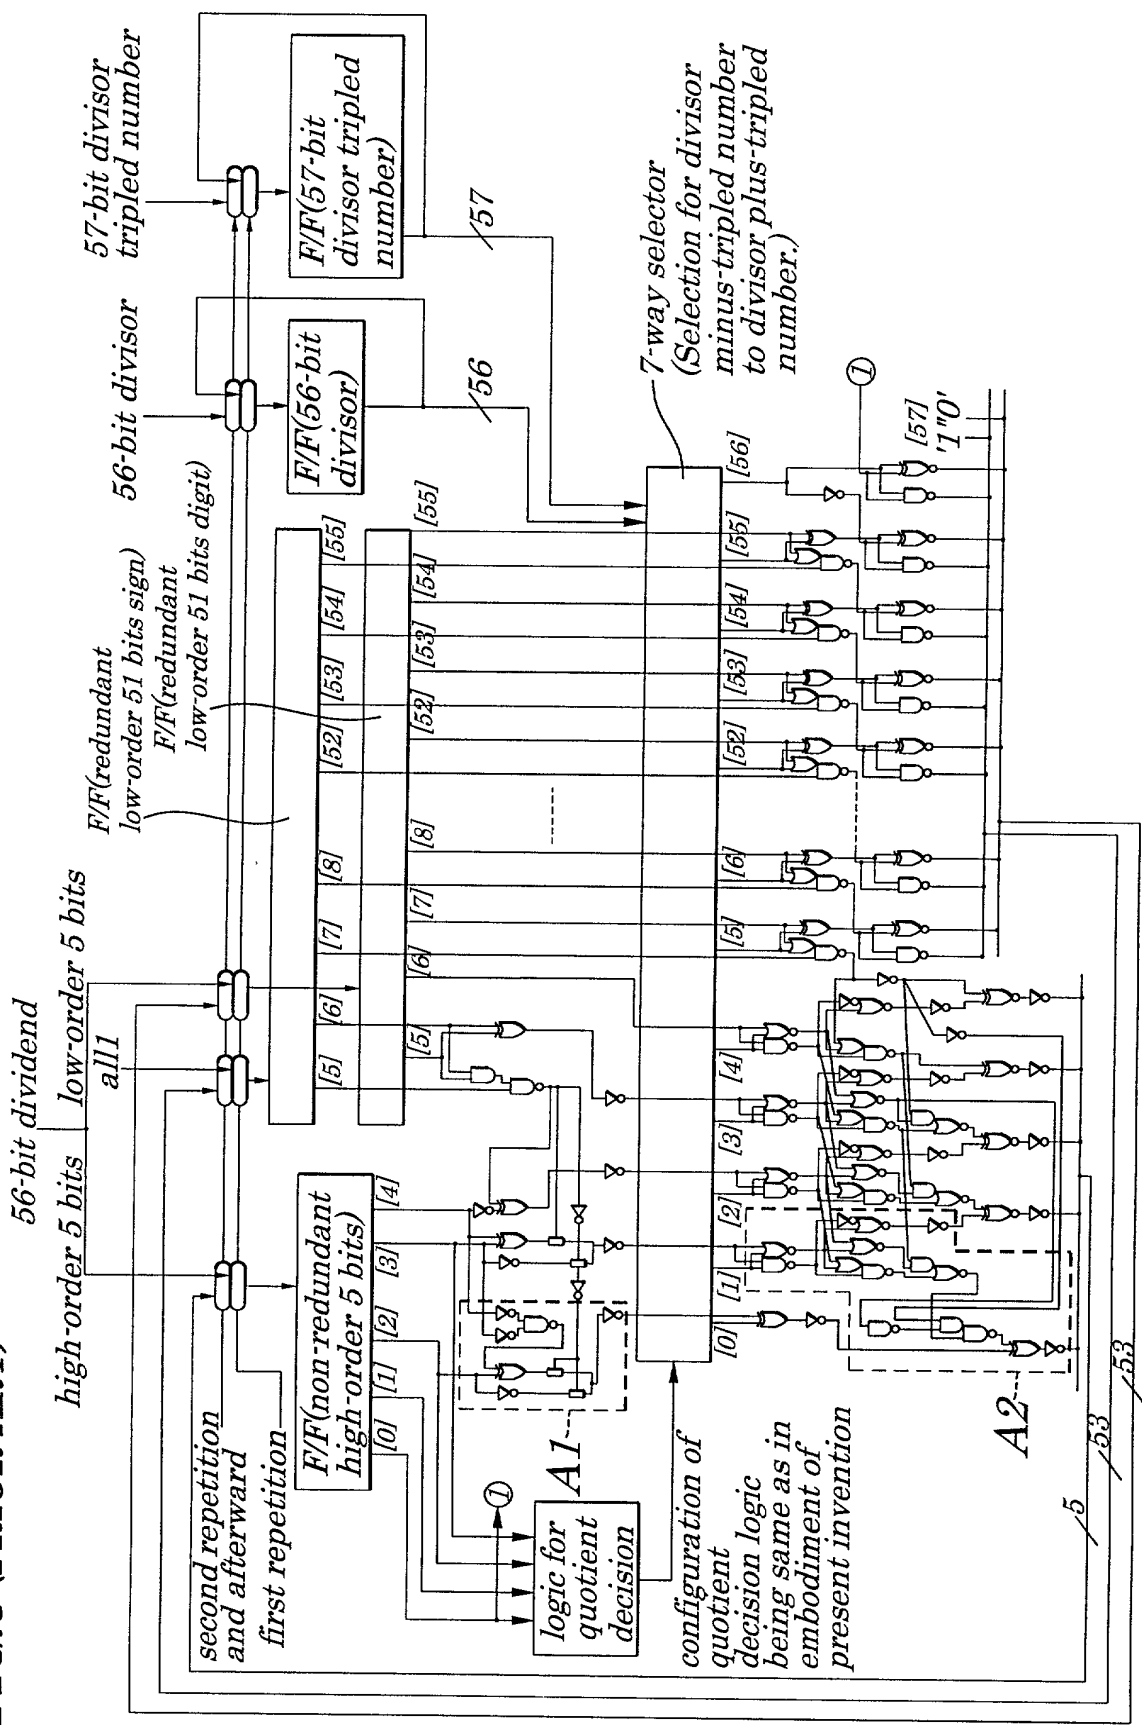 56-bit dividend
high-order 5 bits
low-order 5 bits
all1
second repetition
and afterward
first repetition
F/F(redundant
low-order 51 bits sign)
F/F(redundant
low-order 51 bits digit)
56-bit divisor
57-bit divisor
tripled number
F/F(non-redundant
high-order 5 bits)
F/F(56-bit
divisor)
F/F(57-bit
divisor tripled
number)
[0]
[1]
[2]
[3]
[4]
[5]
[6]
[7]
[8]
[52]
[53]
[54]
[55]
[5]
[6]
[7]
[8]
[52]
[53]
[54]
[55]
56
57
1
A1
logic for
quotient
decision
7-way selector
(Selection for divisor
minus-tripled number
to divisor plus-tripled
number.)
configuration of
quotient
decision logic
being same as in
embodiment of
present invention
[0]
[1]
[2]
[3]
[4]
[5]
[6]
[52]
[53]
[54]
[55]
[56]
1
[57]
'1''0'
A2
5
53
53